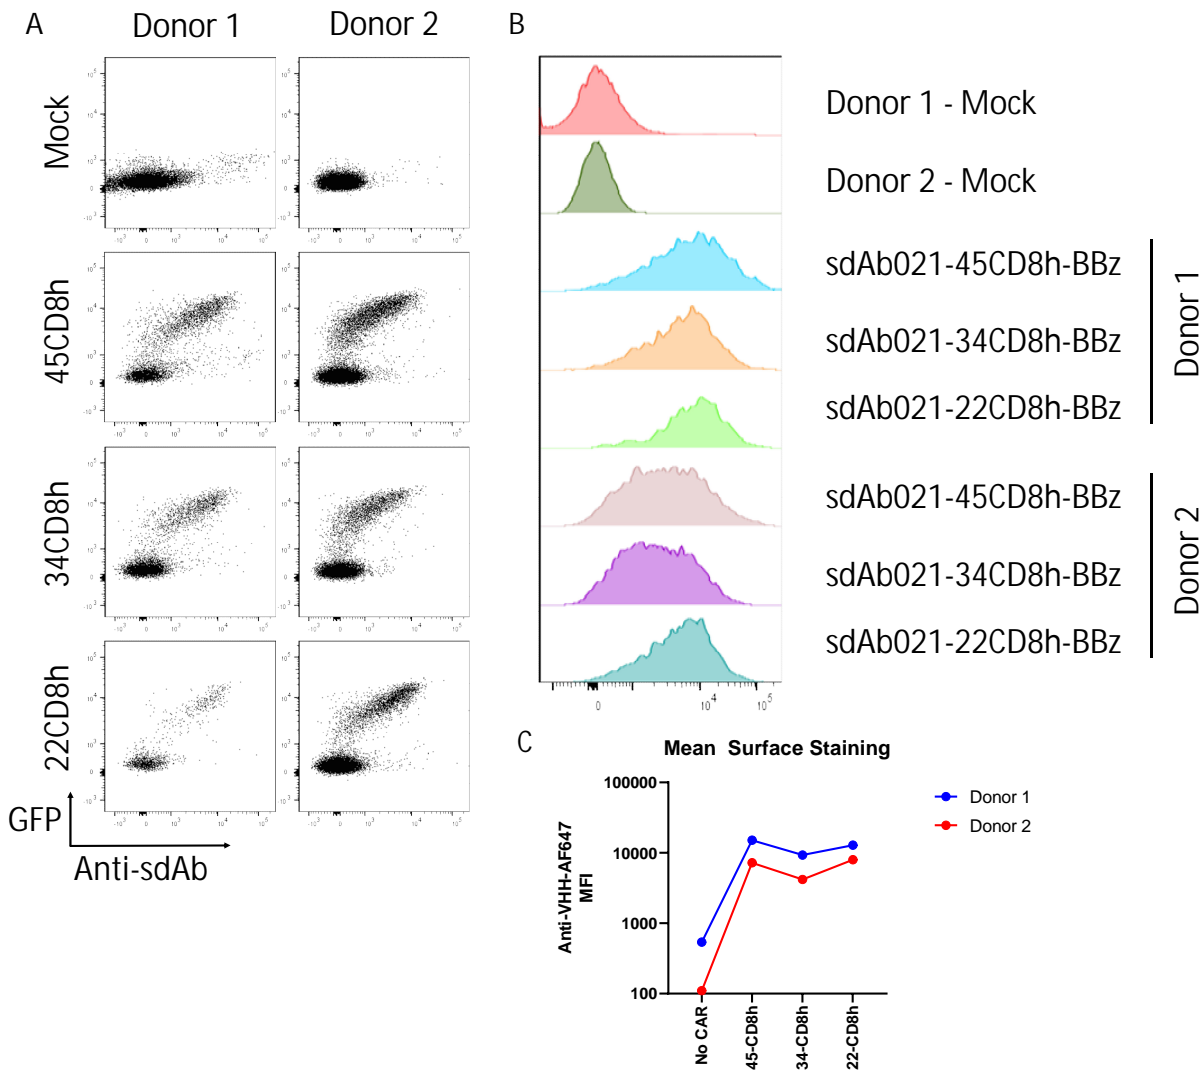 A
Donor 1
Donor 2
B
Mock
45CD8h
34CD8h
22CD8h
GFP
Anti-sdAb
Donor 1 - Mock
Donor 2 - Mock
sdAb021-45CD8h-BBz
sdAb021-34CD8h-BBz
sdAb021-22CD8h-BBz
Donor 1
sdAb021-45CD8h-BBz
sdAb021-34CD8h-BBz
sdAb021-22CD8h-BBz
Donor 2
0
10^4
10^5
C
Mean Surface Staining
Anti-VHH-AF647
MFI
100000
10000
1000
100
No CAR
45-CD8h
34-CD8h
22-CD8h
Donor 1
Donor 2